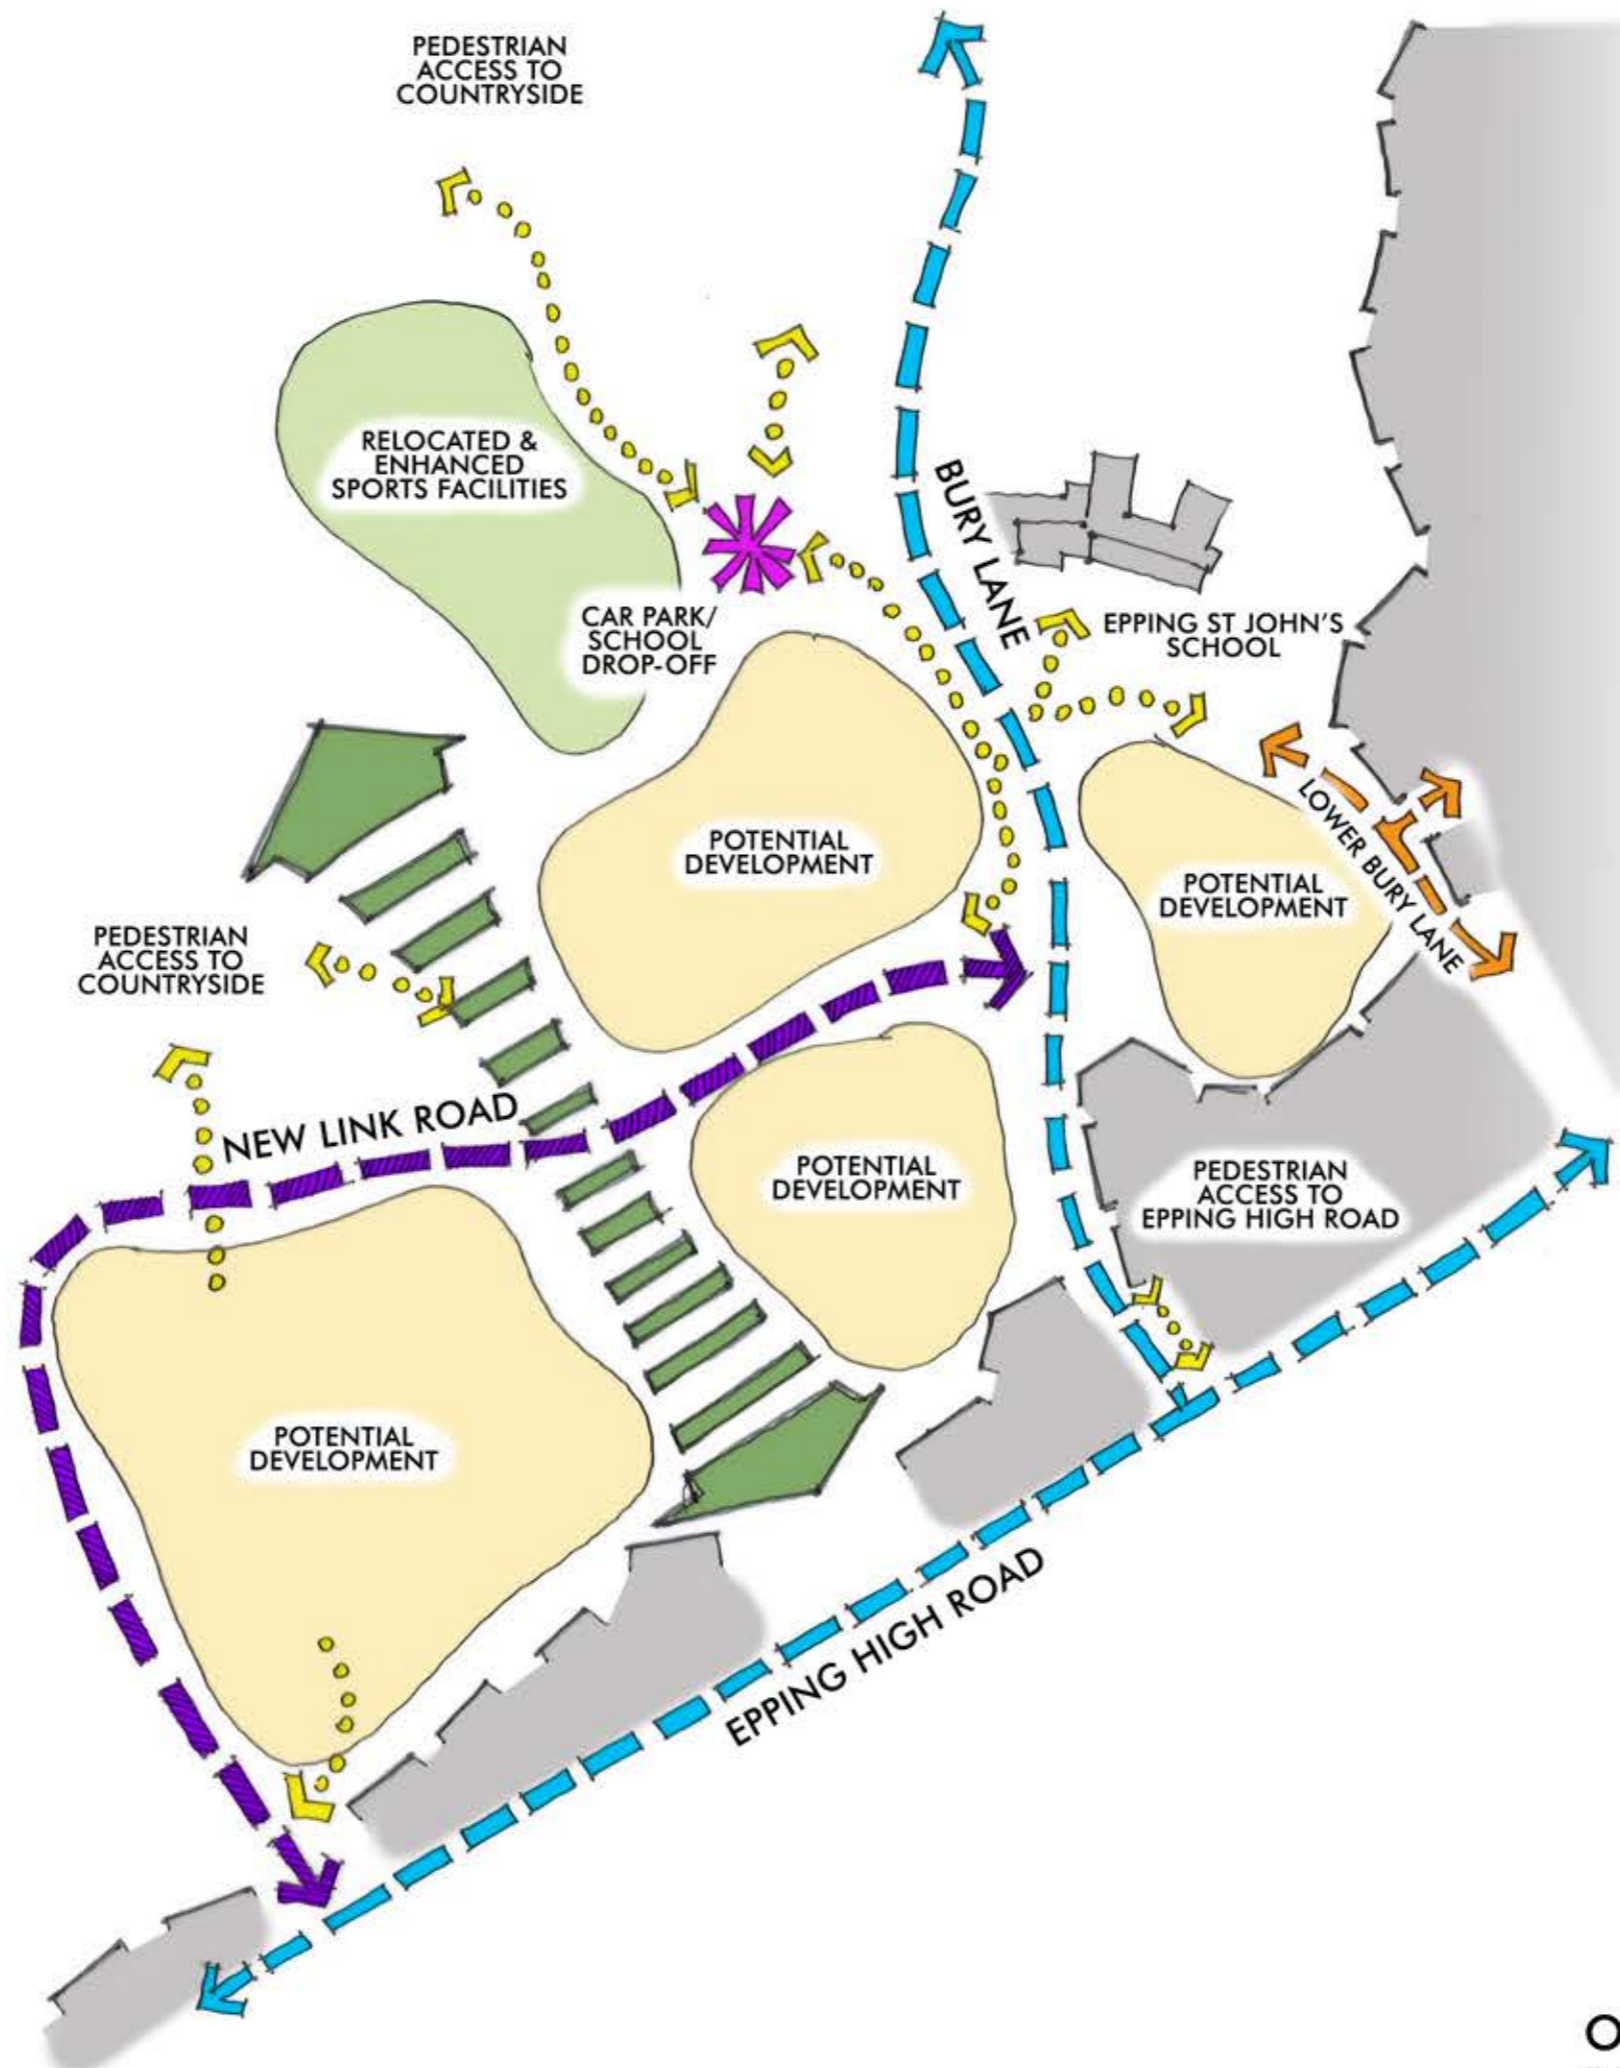 PEDESTRIAN
ACCESS TO
COUNTRYSIDE
RELOCATED &
ENHANCED
SPORTS FACILITIES
BURY LANE
CAR PARK/
SCHOOL
DROP-OFF
EPPING ST JOHN'S
SCHOOL
POTENTIAL
DEVELOPMENT
LOWER BURY LANE
POTENTIAL
DEVELOPMENT
PEDESTRIAN
ACCESS TO
COUNTRYSIDE
NEW LINK ROAD
POTENTIAL
DEVELOPMENT
PEDESTRIAN
ACCESS TO
EPPING HIGH ROAD
POTENTIAL
DEVELOPMENT
EPPING HIGH ROAD